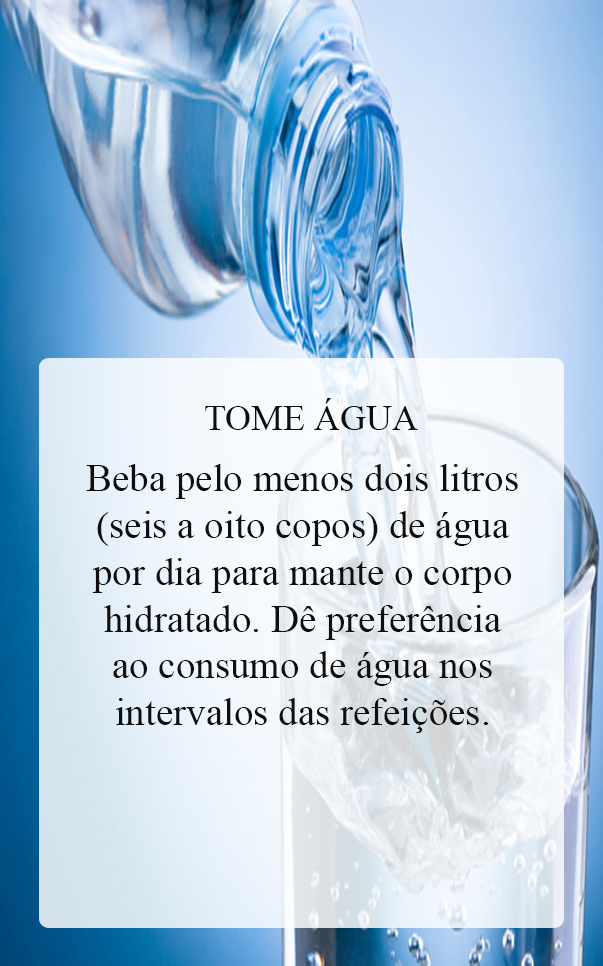 TOME ÁGUA
Beba pelo menos dois litros
(seis a oito copos) de água
por dia para mante o corpo
hidratado. Dê preferência
ao consumo de água nos
intervalos das refeições.